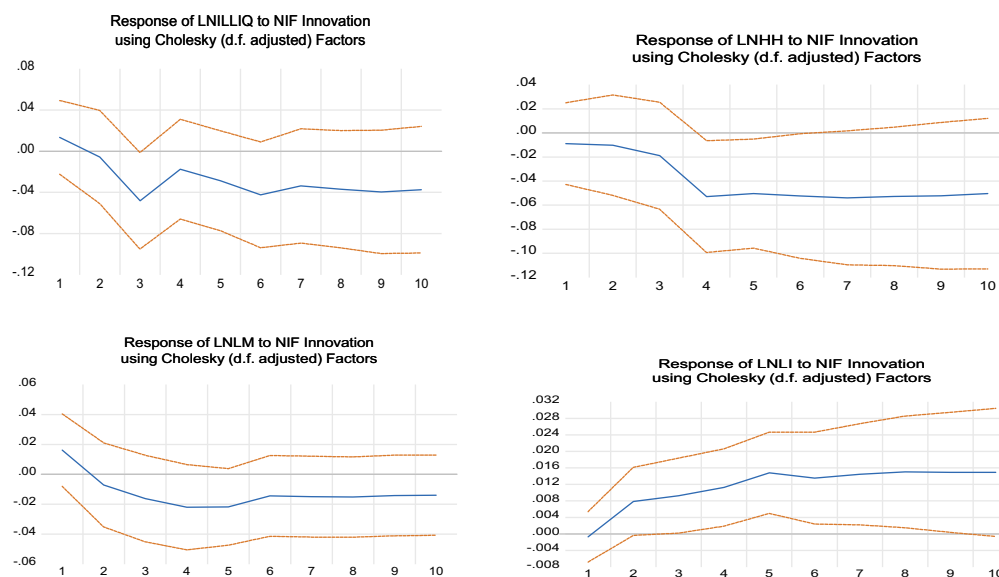 Response of LNILLIQ to NIF Innovation
using Cholesky (d.f. adjusted) Factors
.08
.04
.00
-.04
-.08
-.12
1 2 3 4 5 6 7 8 9 10
Response of LNHH to NIF Innovation
using Cholesky (d.f. adjusted) Factors
.04
.02
.00
-.02
-.04
-.06
-.08
-.10
-.12
1 2 3 4 5 6 7 8 9 10
Response of LNLM to NIF Innovation
using Cholesky (d.f. adjusted) Factors
.06
.04
.02
.00
-.02
-.04
-.06
1 2 3 4 5 6 7 8 9 10
Response of LNLI to NIF Innovation
using Cholesky (d.f. adjusted) Factors
.032
.024
.016
.008
.000
-.004
-.008
1 2 3 4 5 6 7 8 9 10